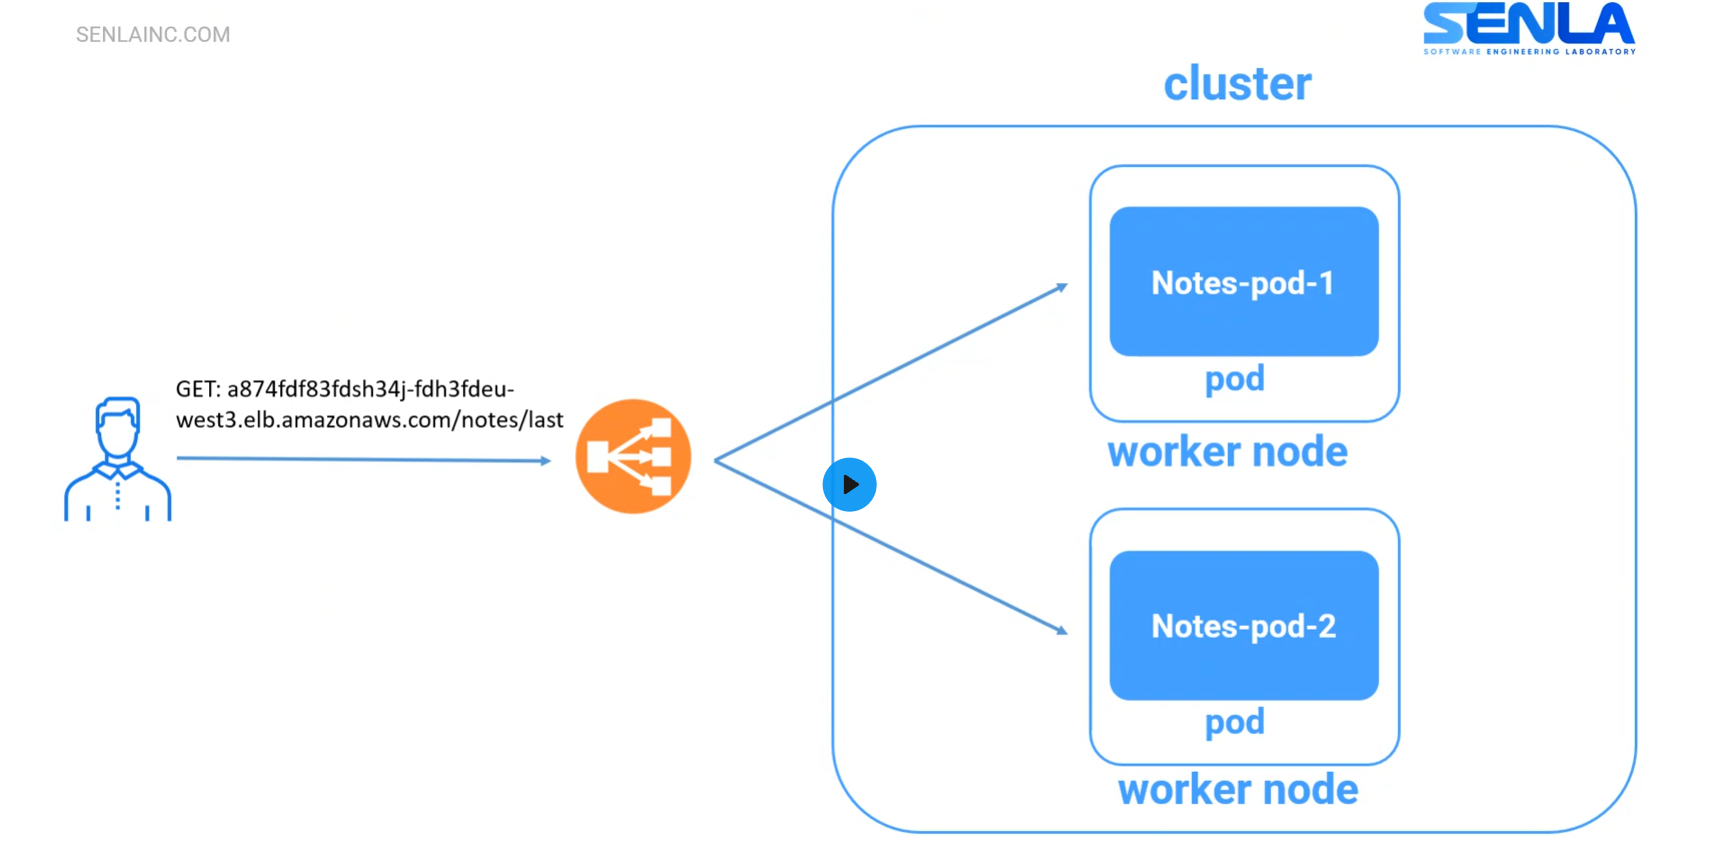 SENLAINC.COM
SENLA
SOFTWARE ENGINEERING LABORATORY
cluster
Notes-pod-1
pod
worker node
GET: a874fdf83fdsh34j-fdh3fdeu-
west3.elb.amazonaws.com/notes/last
Notes-pod-2
pod
worker node